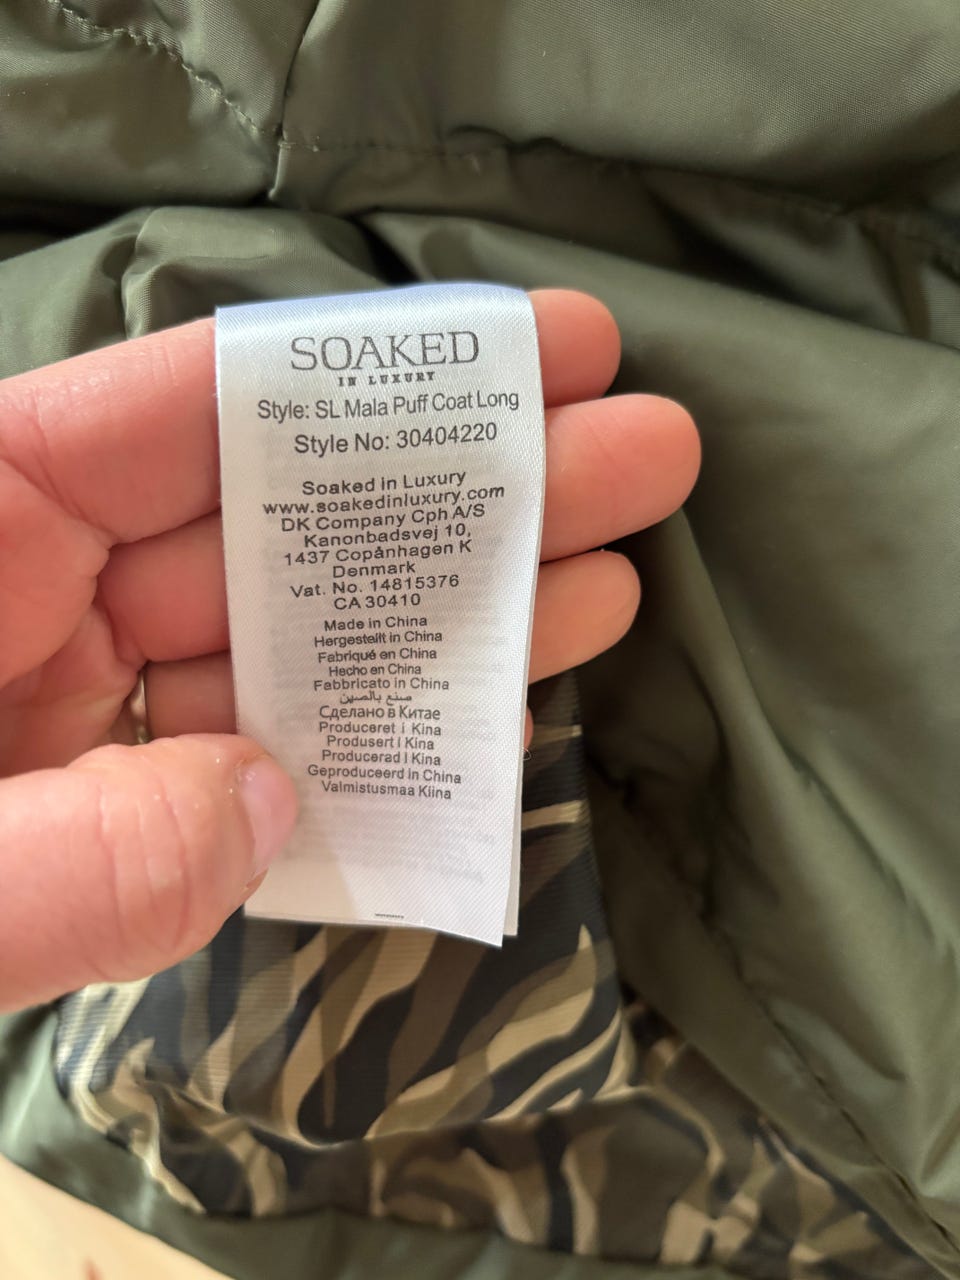 SOAKED
IN LUXURY
Style: SL Mala Puff Coat Long
Style No: 30404220
Soaked in Luxury
www.soakedinluxury.com
DK Company Cph A/S
Kanonbadsvej 10,
1437 Copånhagen K
Denmark
Vat. No. 14815376
CA 30410
Made in China
Hergestellt in China
Fabriqué en China
Hecho en China
Fabbricato in China
صنع بالصين
Сделано в Китае
Produceret i Kina
Produsert i Kina
Producerad I Kina
Geproduceerd in China
Valmistusmaa Kiina